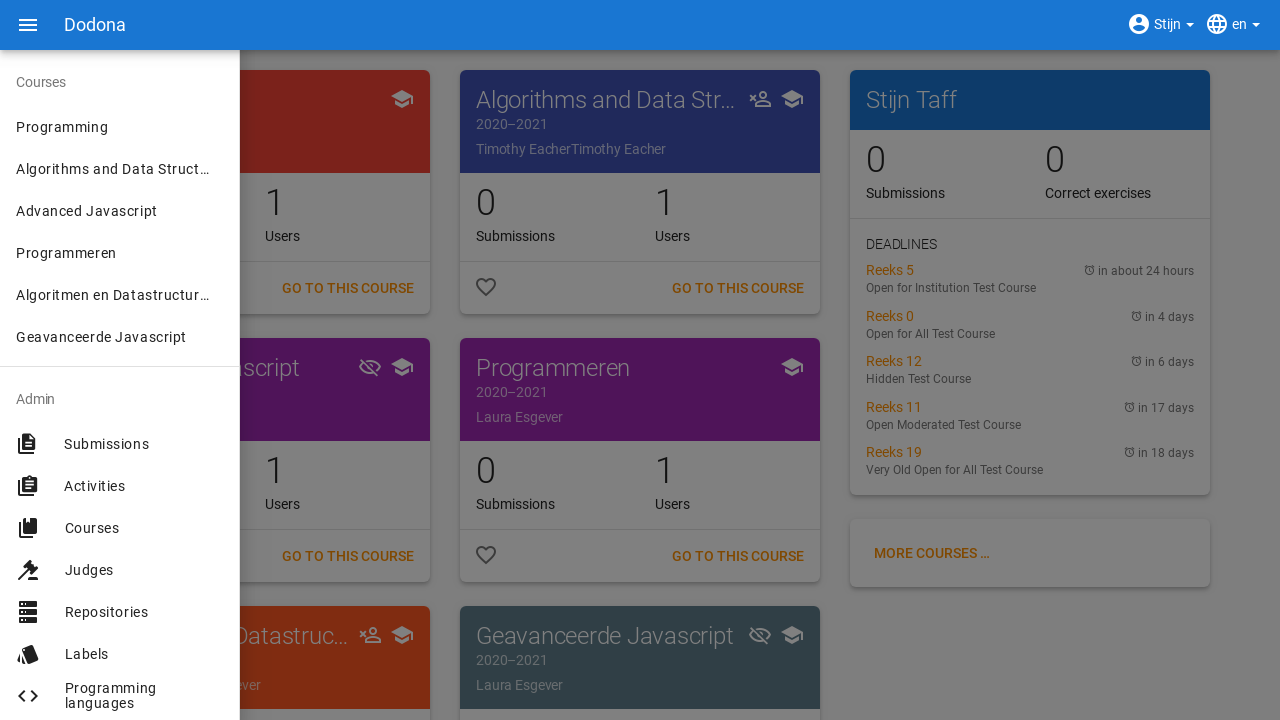 Dodona
Stijn
en
Courses
Programming
Algorithms and Data Struct...
Advanced Javascript
Programmeren
Algoritmen en Datastructur...
Geavanceerde Javascript
Admin
Submissions
Activities
Courses
Judges
Repositories
Labels
Programming
languages
1
Users
GO TO THIS COURSE
Algorithms and Data Str...
2020–2021
Timothy EacherTimothy Eacher
0
Submissions
1
Users
GO TO THIS COURSE
1
Users
GO TO THIS COURSE
Programmeren
2020–2021
Laura Esgever
0
Submissions
1
Users
GO TO THIS COURSE
Datastruc...
Geavanceerde Javascript
2020–2021
Laura Esgever
Stijn Taff
0
Submissions
0
Correct exercises
DEADLINES
Reeks 5
in about 24 hours
Open for Institution Test Course
Reeks 0
in 4 days
Open for All Test Course
Reeks 12
in 6 days
Hidden Test Course
Reeks 11
in 17 days
Open Moderated Test Course
Reeks 19
in 18 days
Very Old Open for All Test Course
MORE COURSES ...